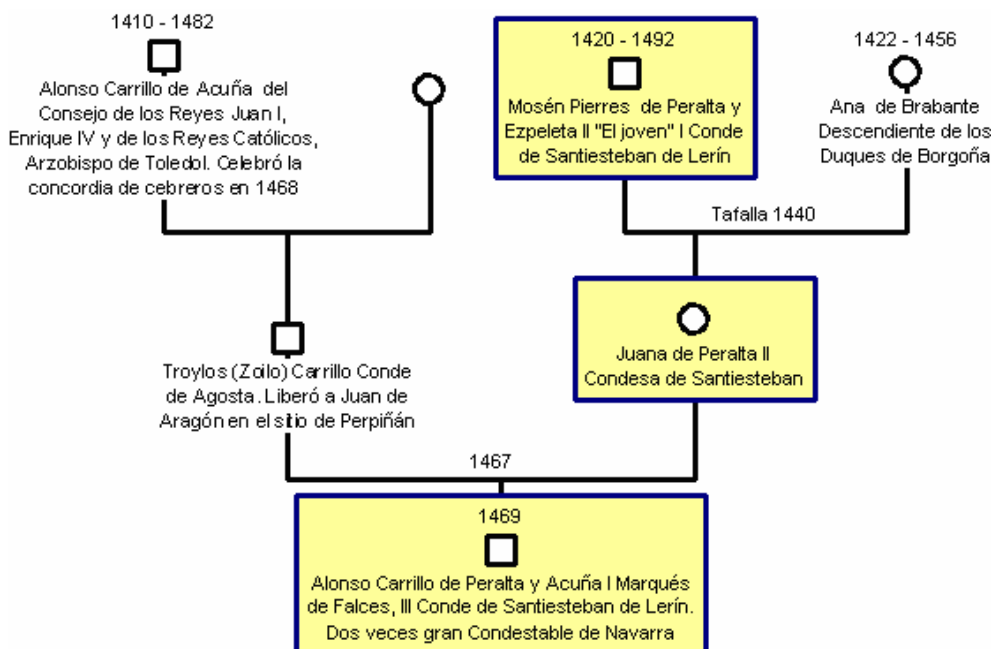 1410 - 1482
Alonso Carrillo de Acuña del
Consejo de los Reyes Juan I,
Enrique IV y de los Reyes Católicos,
Arzobispo de Toledol. Celebró la
concordia de cebreros en 1468
1420 - 1492
Mosén Pierres de Peralta y
Ezpeleta II "El joven" I Conde
de Santiesteban de Lerín
1422 - 1456
Ana de Brabante
Descendiente de los
Duques de Borgoña
Tafalla 1440
Troylos (Zoilo) Carrillo Conde
de Agosta. Liberó a Juan de
Aragón en el sitio de Perpiñán
Juana de Peralta II
Condesa de Santiesteban
1467
1469
Alonso Carrillo de Peralta y Acuña I Marqués
de Falces, III Conde de Santiesteban de Lerín.
Dos veces gran Condestable de Navarra